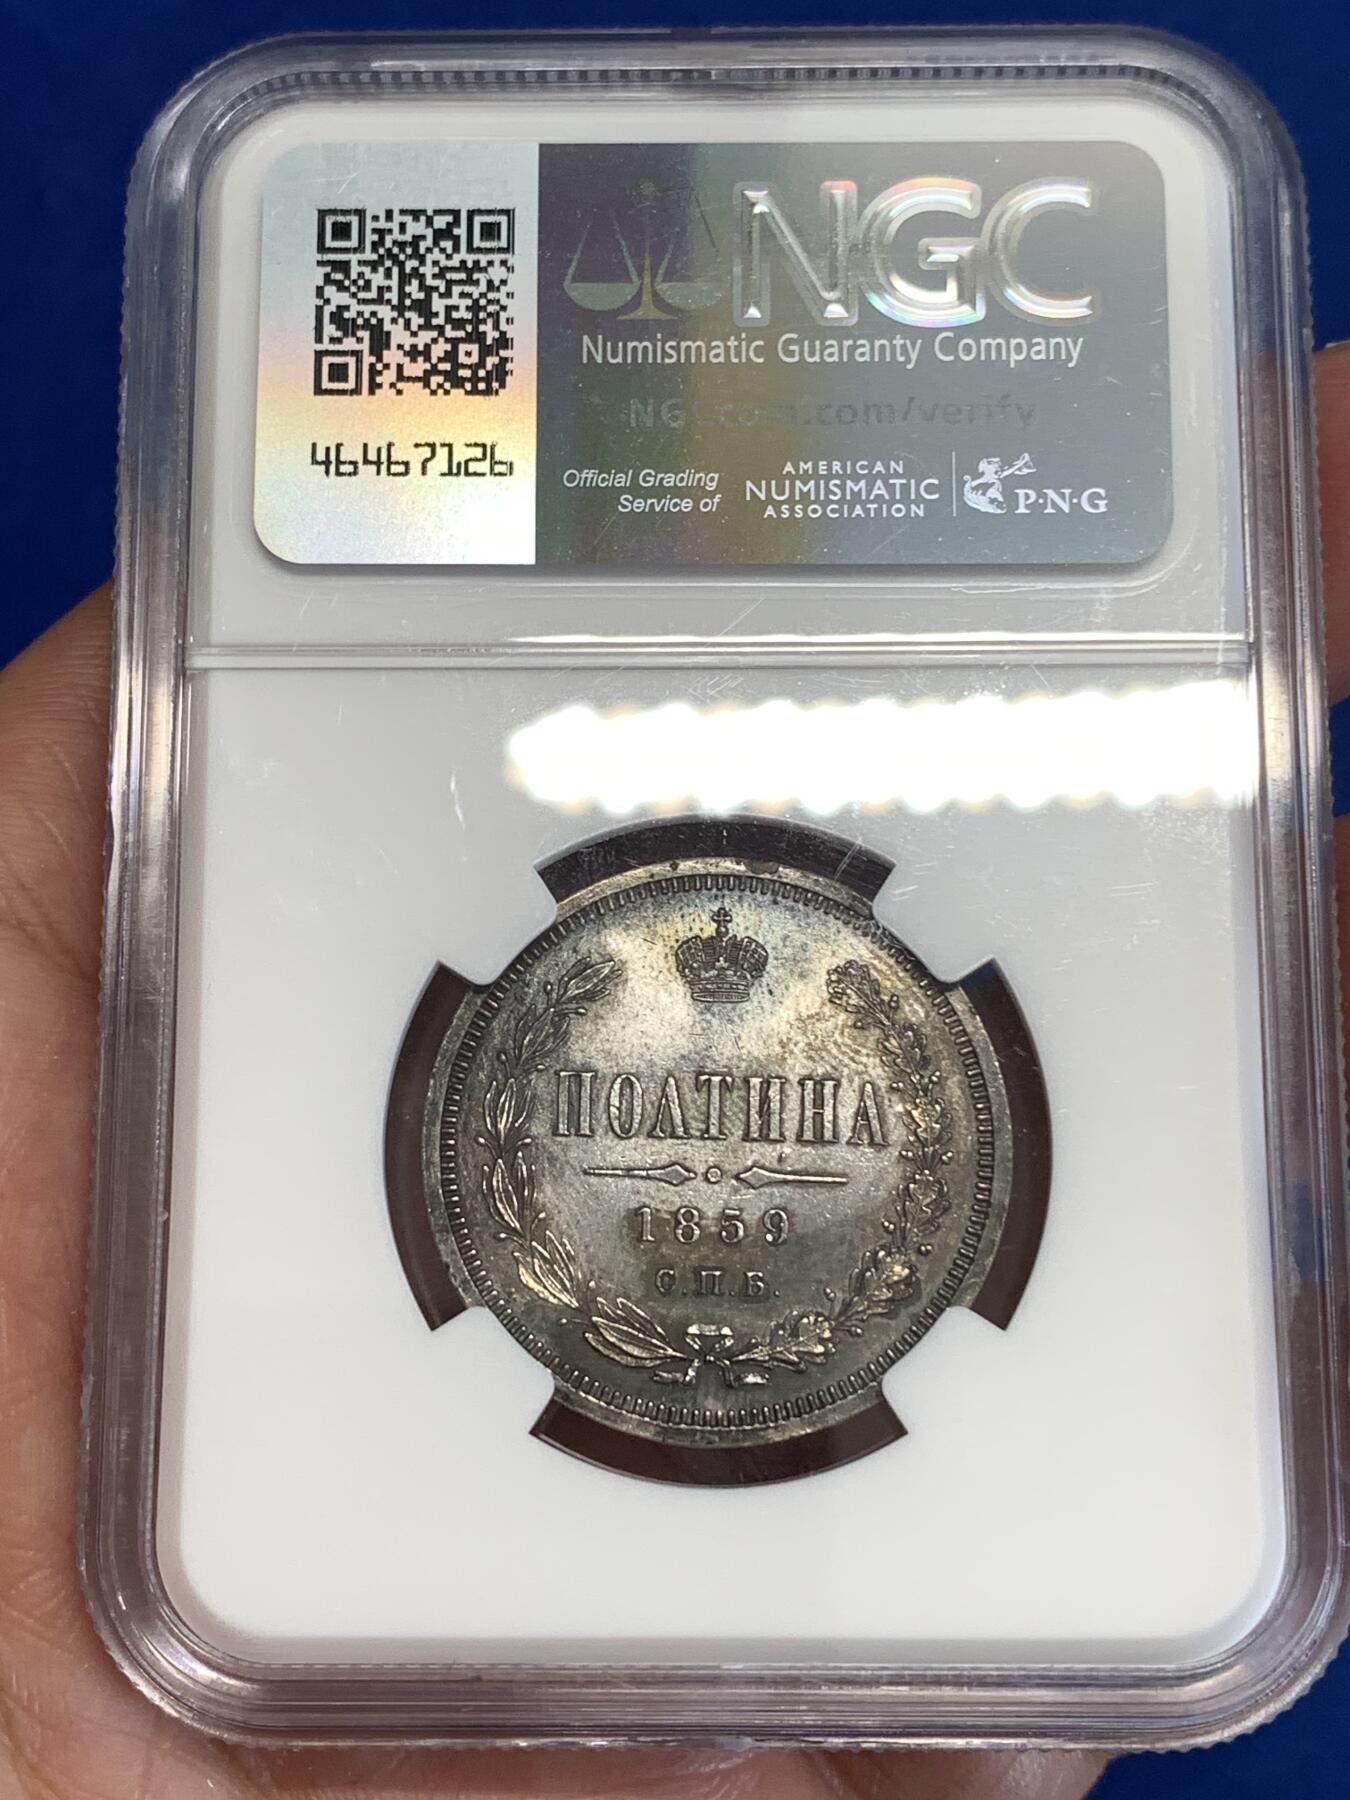 NGC
Numismatic Guaranty Company
46467126
Official Grading
Service of
AMERICAN
NUMISMATIC
ASSOCIATION
P·N·G
ПОЛТИНА
1859
С.П.Б.